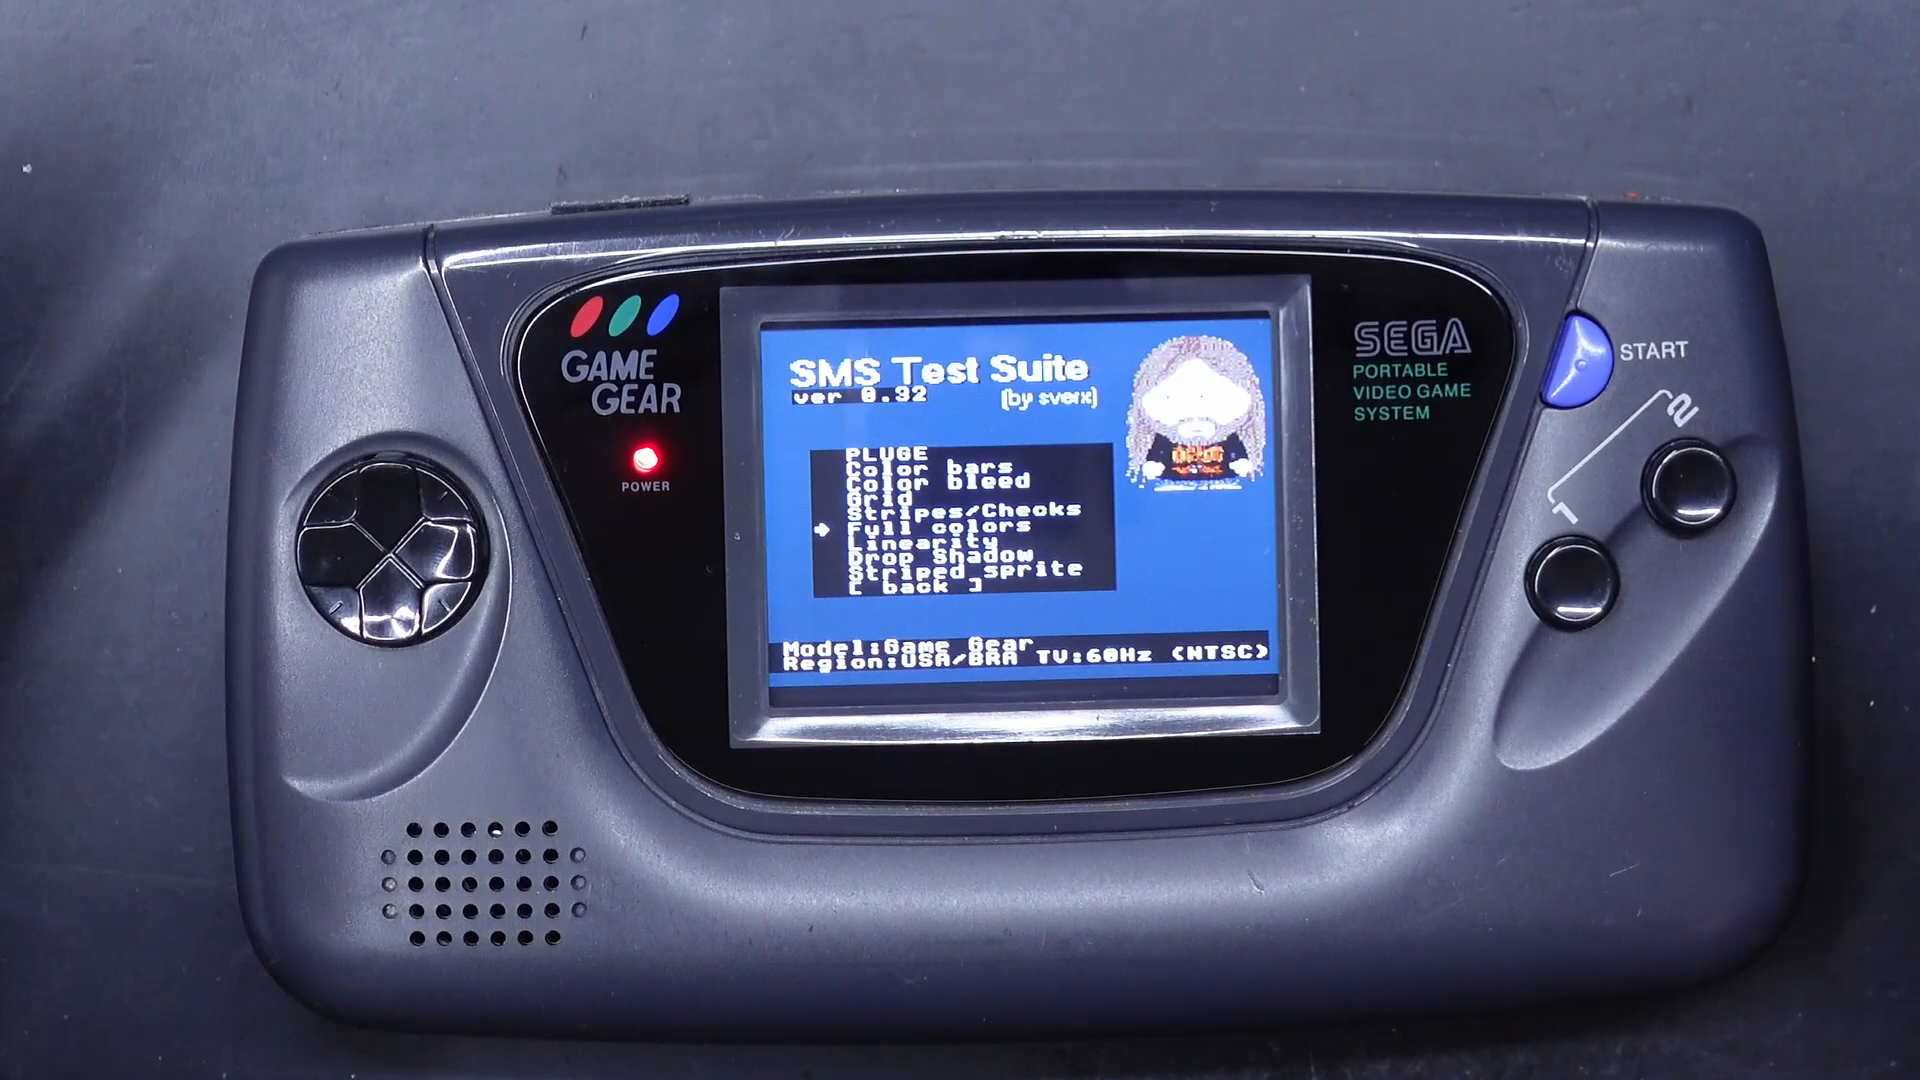 GAME
GEAR
POWER
SMS Test Suite
ver 0.32
(by sverx)
PLUGE
Color bars
Color bleed
Grid
Stripes/Checks
Full colors
Linearity
Drop Shadow
Striped sprite
[ back ]
Model:Game Gear
Region:USA/BRA TV:60Hz (NTSC)
SEGA
PORTABLE
VIDEO GAME
SYSTEM
START
2
1